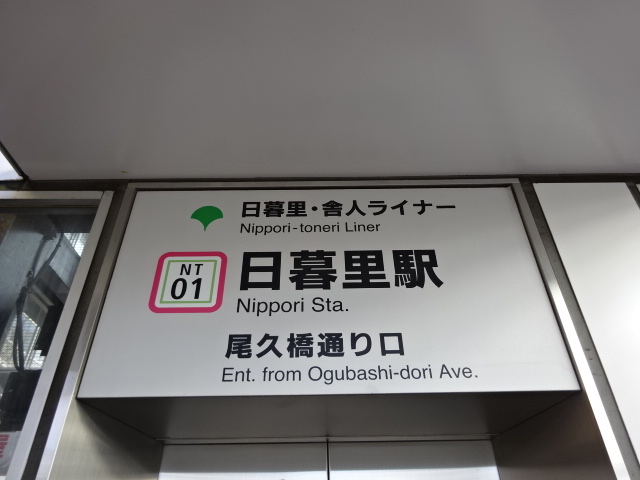 日暮里・舎人ライナー
Nippori-toneri Liner
NT
01
日暮里駅
Nippori Sta.
尾久橋通り口
Ent. from Ogubashi-dori Ave.